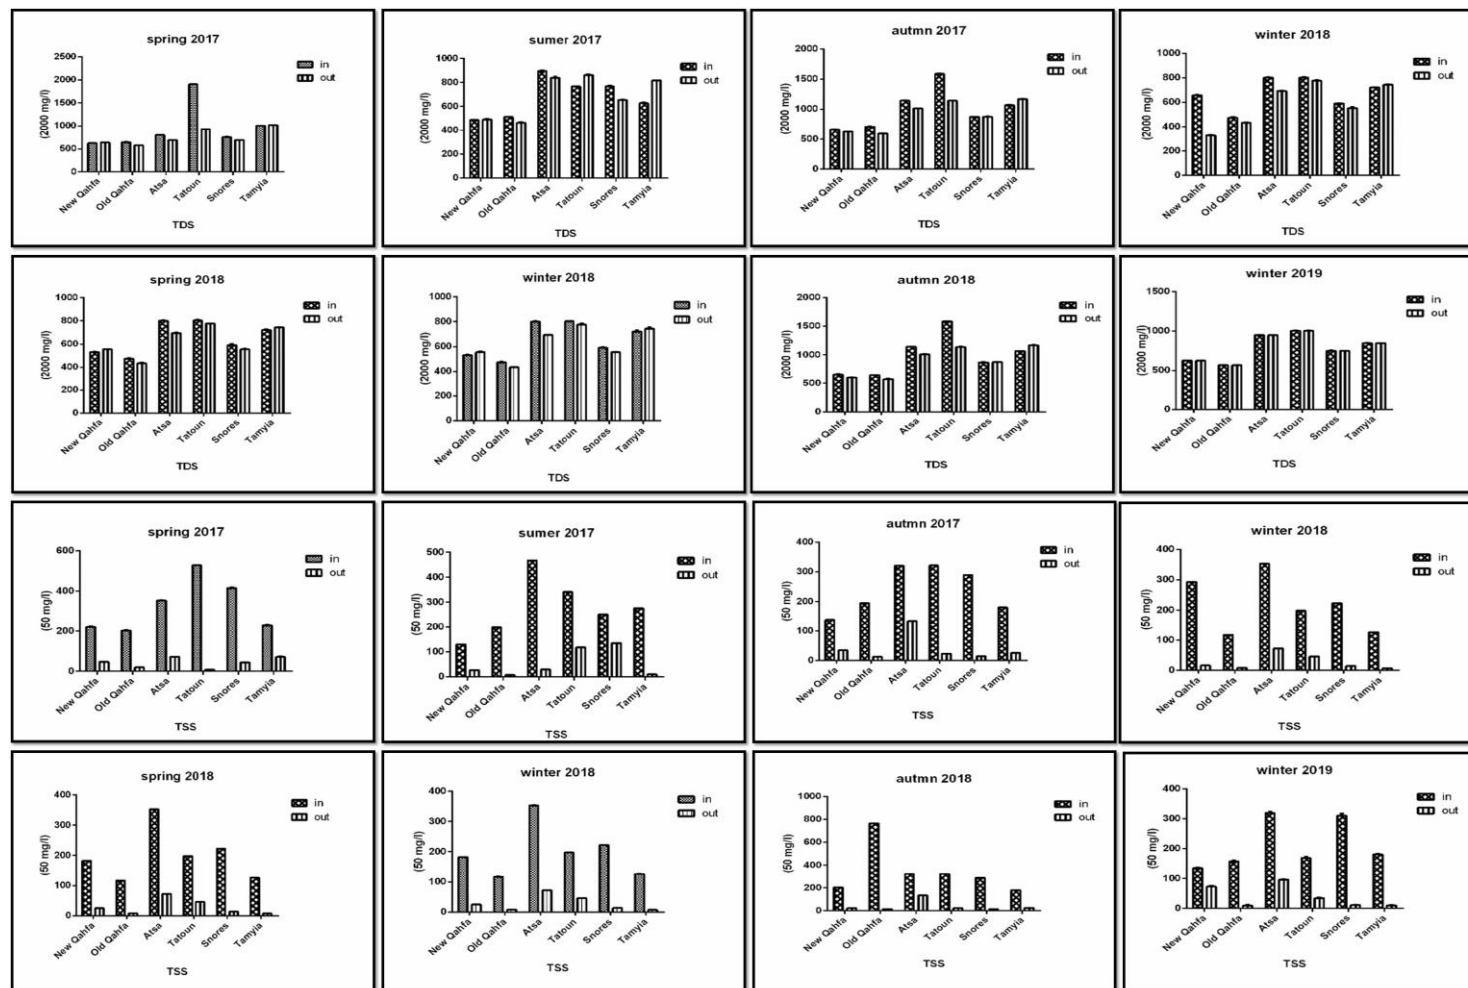 spring 2017
2500
2000
1500
1000
500
0
(2000 mg/l)
in
out
New Qahfa
Old Qahfa
Atsa
Tatoun
Snores
Tamyia
TDS
sumer 2017
1000
800
600
400
200
0
(2000 mg/l)
in
out
New Qahfa
Old Qahfa
Atsa
Tatoun
Snores
Tamyia
TDS
autmn 2017
2000
1500
1000
500
0
(2000 mg/l)
in
out
New Qahfa
Old Qahfa
Atsa
Tatoun
Snores
Tamyia
TDS
winter 2018
1000
800
600
400
200
0
(2000 mg/l)
in
out
New Qahfa
Old Qahfa
Atsa
Tatoun
Snores
Tamyia
TDS
spring 2018
1000
800
600
400
200
0
(2000 mg/l)
in
out
New Qahfa
Old Qahfa
Atsa
Tatoun
Snores
Tamyia
TDS
winter 2018
1000
800
600
400
200
0
(2000 mg/l)
in
out
New Qahfa
Old Qahfa
Atsa
Tatoun
Snores
Tamyia
TDS
autmn 2018
2000
1500
1000
500
0
(2000 mg/l)
in
out
New Qahfa
Old Qahfa
Atsa
Tatoun
Snores
Tamyia
TDS
winter 2019
1500
1000
500
0
(2000 mg/l)
in
out
New Qahfa
Old Qahfa
Atsa
Tatoun
Snores
Tamyia
TDS
spring 2017
600
400
200
0
(50 mg/l)
in
out
New Qahfa
Old Qahfa
Atsa
Tatoun
Snores
Tamyia
TSS
sumer 2017
500
400
300
200
100
0
(50 mg/l)
in
out
New Qahfa
Old Qahfa
Atsa
Tatoun
Snores
Tamyia
TSS
autmn 2017
400
300
200
100
0
(50 mg/l)
in
out
New Qahfa
Old Qahfa
Atsa
Tatoun
Snores
Tamyia
TSS
winter 2018
400
300
200
100
0
(50 mg/l)
in
out
New Qahfa
Old Qahfa
Atsa
Tatoun
Snores
Tamyia
TSS
spring 2018
400
300
200
100
0
(50 mg/l)
in
out
New Qahfa
Old Qahfa
Atsa
Tatoun
Snores
Tamyia
TSS
winter 2018
400
300
200
100
0
(50 mg/l)
in
out
New Qahfa
Old Qahfa
Atsa
Tatoun
Snores
Tamyia
TSS
autmn 2018
1000
800
600
400
200
0
(50 mg/l)
in
out
New Qahfa
Old Qahfa
Atsa
Tatoun
Snores
Tamyia
TSS
winter 2019
400
300
200
100
0
(50 mg/l)
in
out
New Qahfa
Old Qahfa
Atsa
Tatoun
Snores
Tamyia
TSS